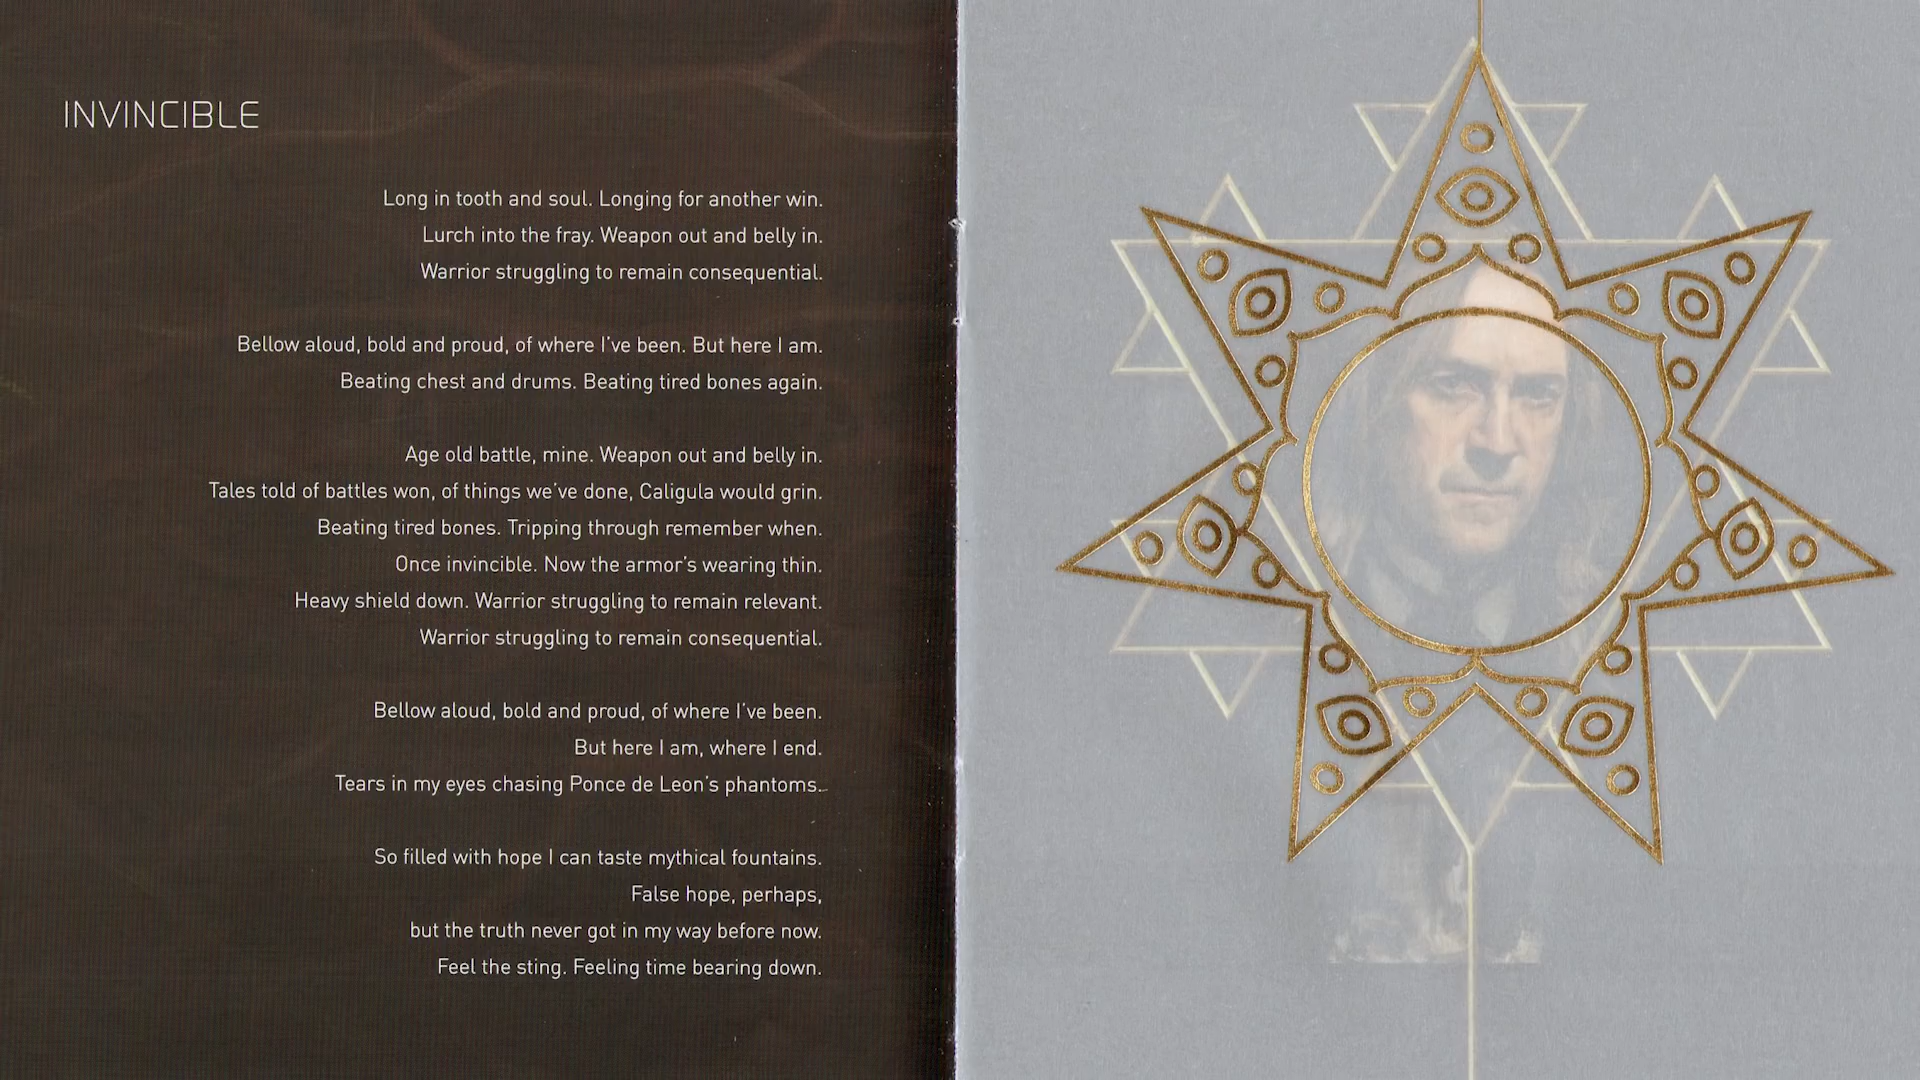 INVINCIBLE
Long in tooth and soul. Longing for another win.
Lurch into the fray. Weapon out and belly in.
Warrior struggling to remain consequential.
Bellow aloud, bold and proud, of where I've been. But here I am.
Beating chest and drums. Beating tired bones again.
Age old battle, mine. Weapon out and belly in.
Tales told of battles won, of things we've done, Caligula would grin.
Beating tired bones. Tripping through remember when.
Once invincible. Now the armor's wearing thin.
Heavy shield down. Warrior struggling to remain relevant.
Warrior struggling to remain consequential.
Bellow aloud, bold and proud, of where I've been.
But here I am, where I end.
Tears in my eyes chasing Ponce de Leon's phantoms.
So filled with hope I can taste mythical fountains.
False hope, perhaps,
but the truth never got in my way before now.
Feel the sting. Feeling time bearing down.